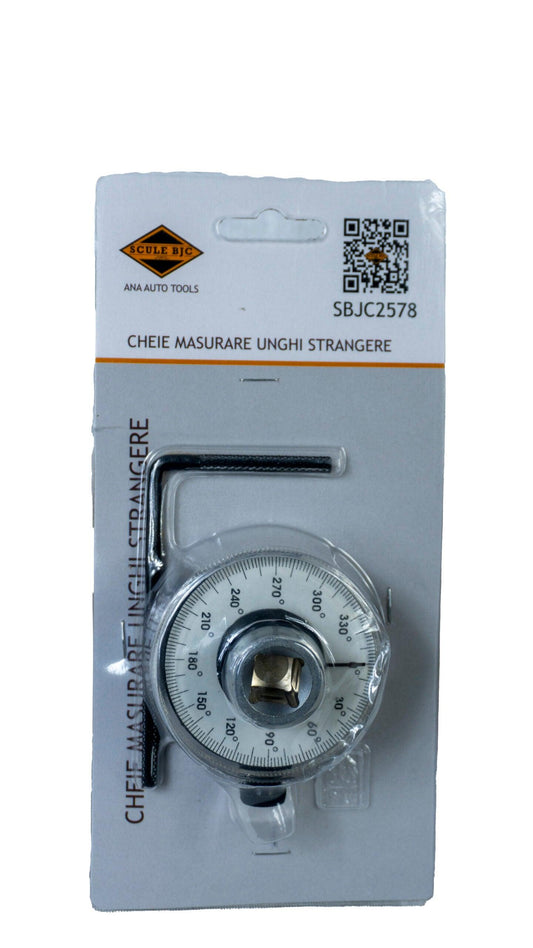 SCULE BJC
ANA AUTO TOOLS
SBJC2578
CHEIE MASURARE UNGHI STRANGERE
CHEIE MASURARE UNGHI STRANGERE
270°
300°
330°
240°
210°
180°
150°
120°
90°
60°
30°
0°